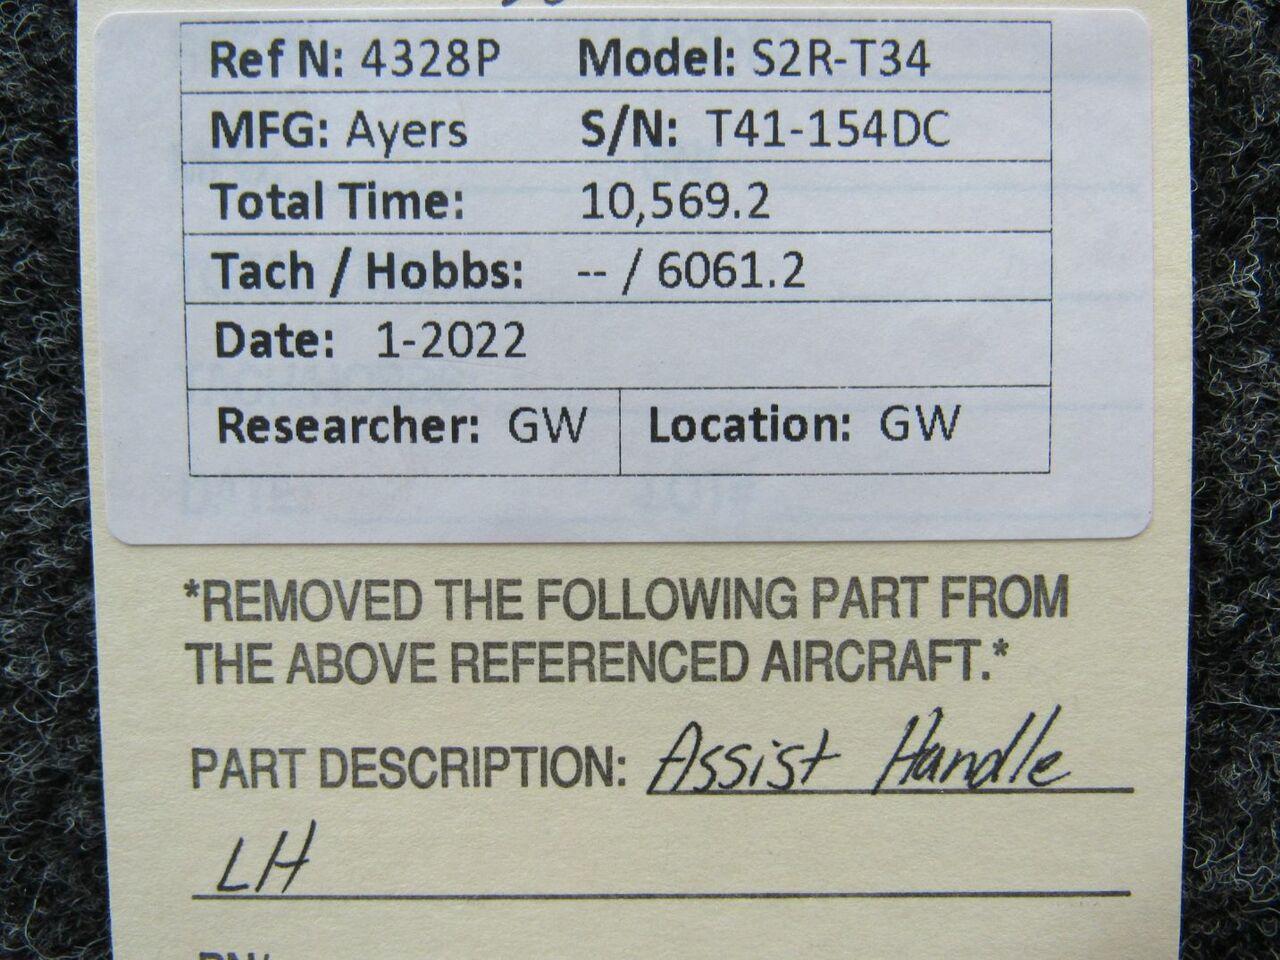 Ref N: 4328P Model: S2R-T34
MFG: Ayers S/N: T41-154DC
Total Time: 10,569.2
Tach / Hobbs: -- / 6061.2
Date: 1-2022
Researcher: GW Location: GW
*REMOVED THE FOLLOWING PART FROM
THE ABOVE REFERENCED AIRCRAFT.*
PART DESCRIPTION: Assist Handle
LH